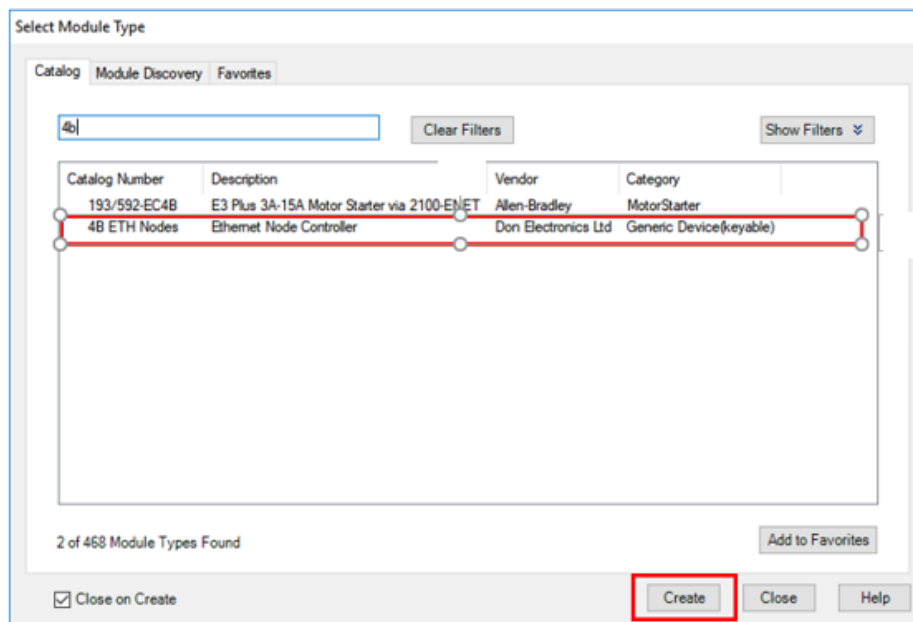 Select Module Type
Catalog Module Discovery Favorites
4b Clear Filters Show Filters
Catalog Number Description Vendor Category
193/592-EC4B E3 Plus 3A-15A Motor Starter via 2100-ENET Allen-Bradley MotorStarter
4B ETH Nodes Ethernet Node Controller Don Electronics Ltd Generic Device(keyable)
2 of 468 Module Types Found Add to Favorites
Close on Create Create Close Help